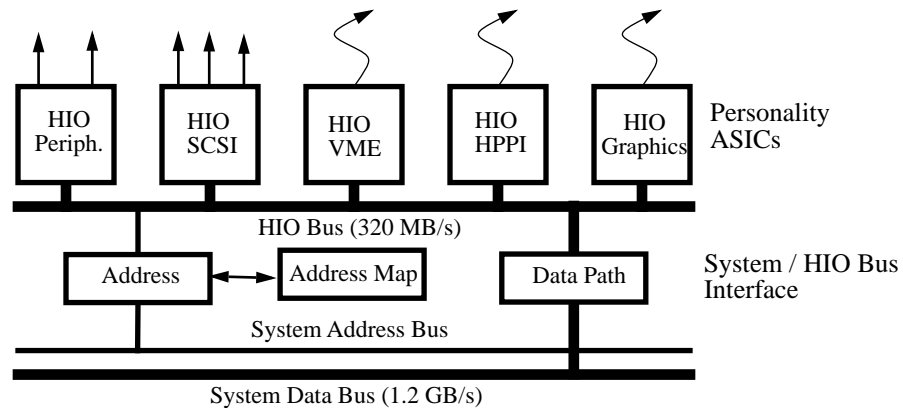 HIO
Periph.
HIO
SCSI
HIO
VME
HIO
HPPI
HIO
Graphics
Personality
ASICs
HIO Bus (320 MB/s)
Address
Address Map
Data Path
System / HIO Bus
Interface
System Address Bus
System Data Bus (1.2 GB/s)